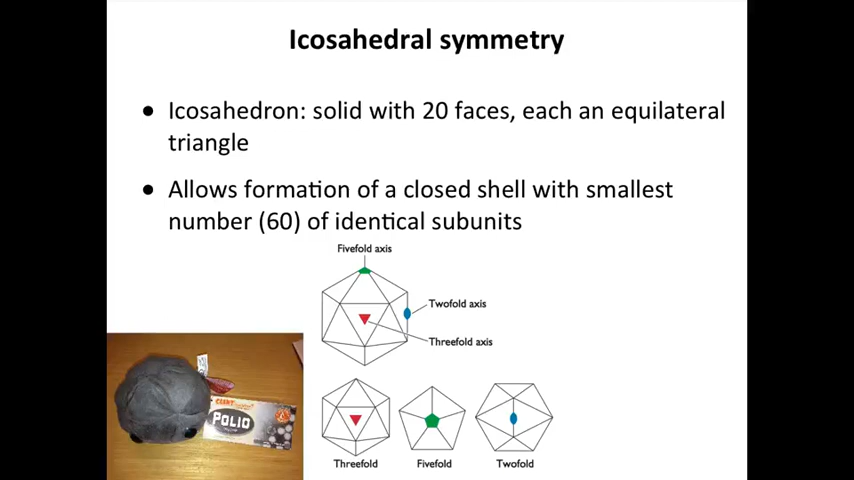 Icosahedral symmetry
● Icosahedron: solid with 20 faces, each an equilateral
triangle
● Allows formation of a closed shell with smallest
number (60) of identical subunits
Fivefold axis
Twofold axis
Threefold axis
POLIO
Threefold
Fivefold
Twofold